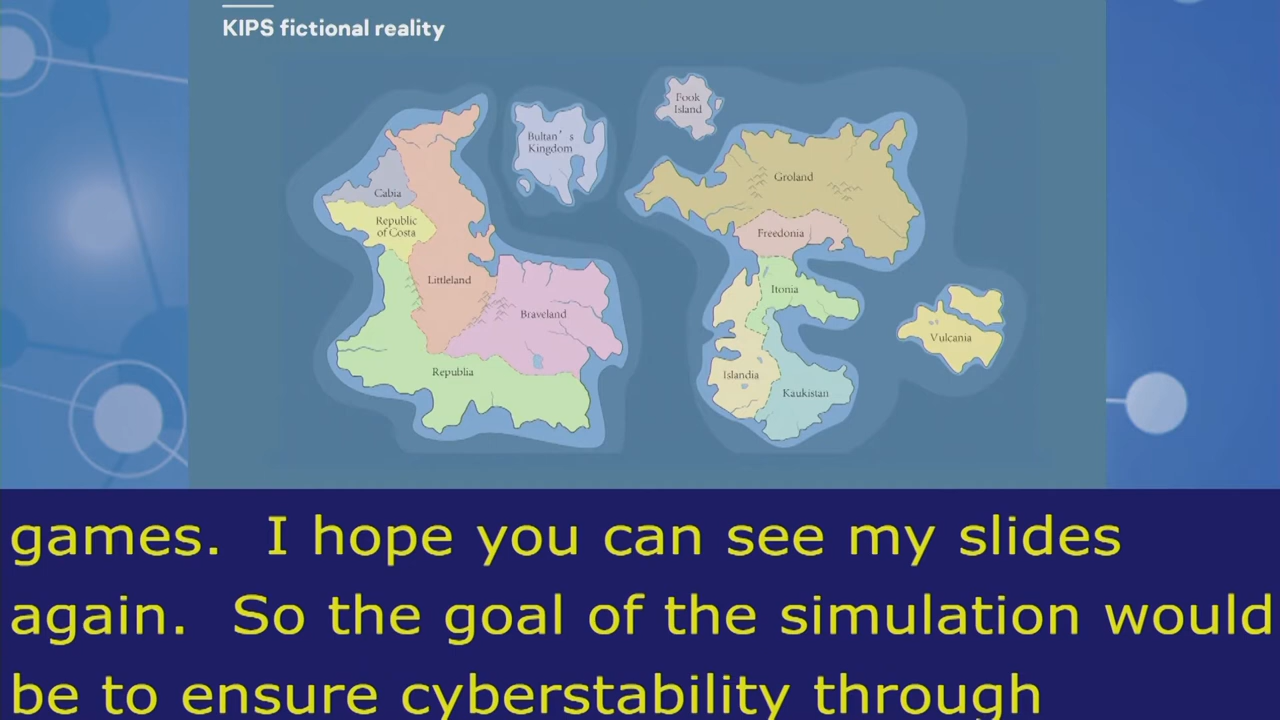 KIPS fictional reality
Fook
Island
Bultan's
Kingdom
Groland
Cabia
Republic
of Costa
Freedonia
Littleland
Itonia
Braveland
Vulcania
Republia
Islandia
Kaukistan
games.  I hope you can see my slides
again.  So the goal of the simulation would
be to ensure cyberstability through